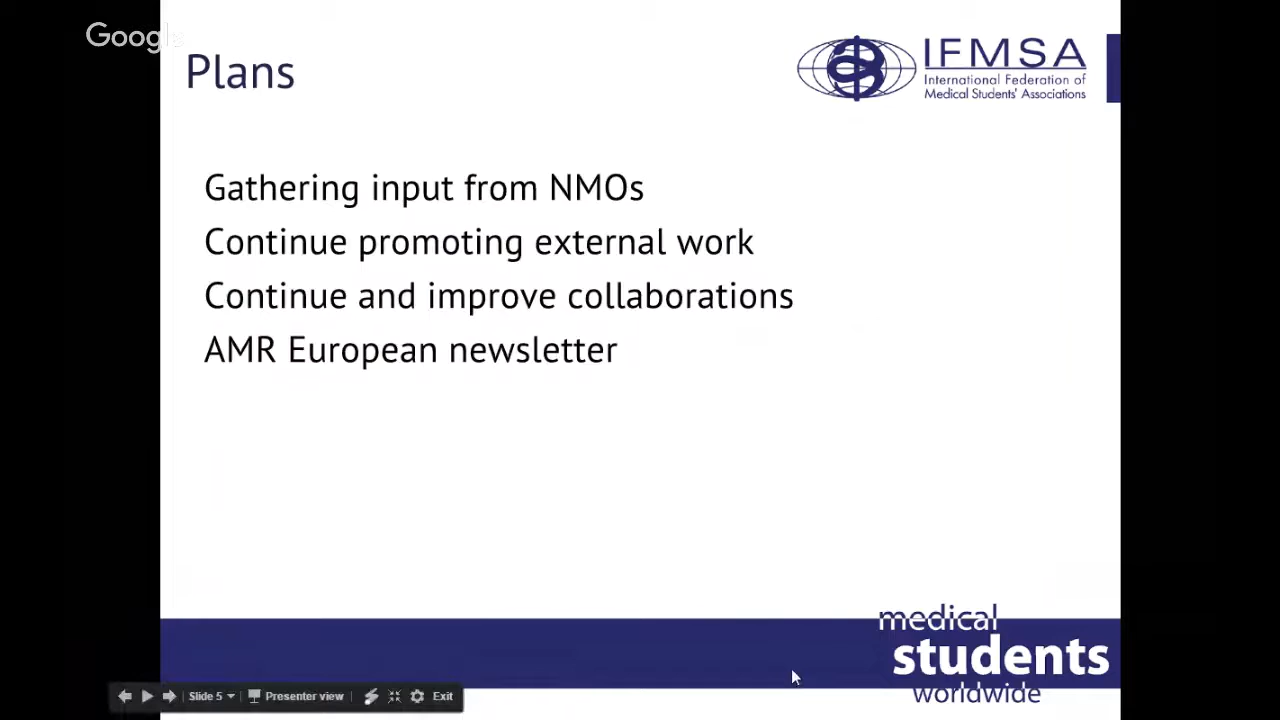 Google
Plans
IFMSA
International Federation of
Medical Students' Associations
Gathering input from NMOs
Continue promoting external work
Continue and improve collaborations
AMR European newsletter
medical
students
worldwide
Slide 5
Presenter view
Exit